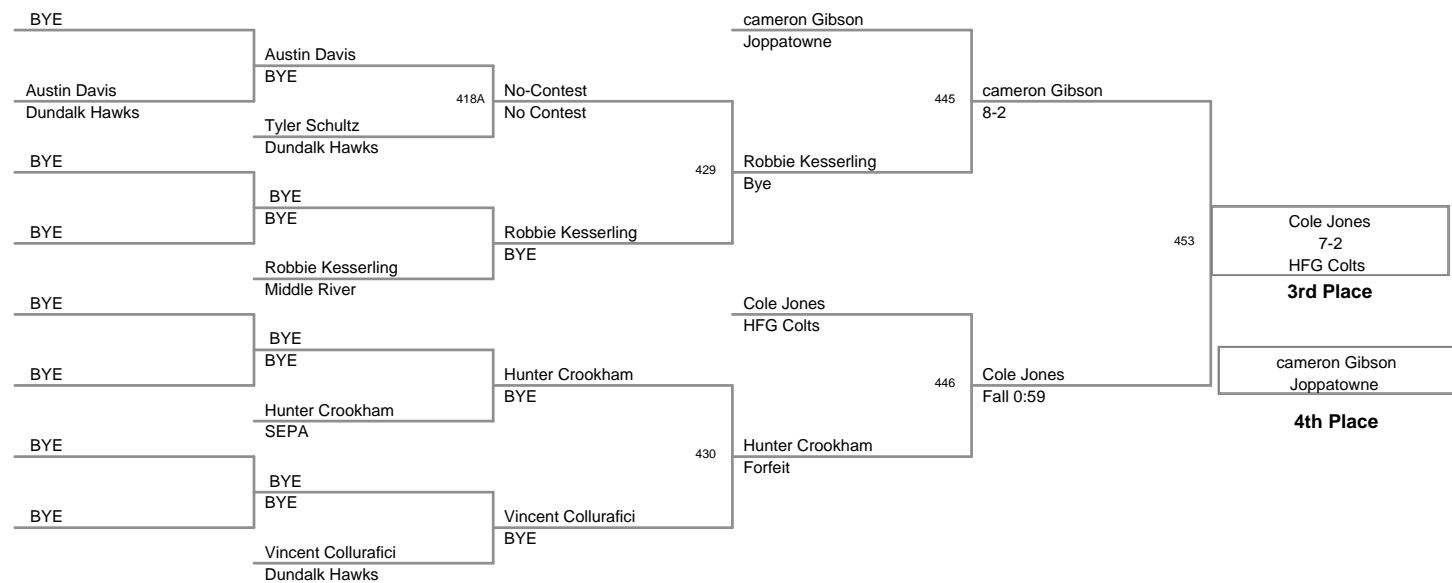 BYE
Austin Davis
Dundalk Hawks
BYE
BYE
BYE
BYE
BYE
BYE
Austin Davis
BYE
418A
Tyler Schultz
Dundalk Hawks
BYE
BYE
Robbie Kesserling
Middle River
BYE
BYE
Hunter Crookham
SEPA
BYE
BYE
Vincent Collurafici
Dundalk Hawks
No-Contest
No Contest
429
Robbie Kesserling
BYE
Hunter Crookham
BYE
430
Vincent Collurafici
BYE
cameron Gibson
Joppatowne
445
Robbie Kesserling
Bye
Cole Jones
HFG Colts
446
Hunter Crookham
Forfeit
cameron Gibson
8-2
453
Cole Jones
Fall 0:59
Cole Jones
7-2
HFG Colts
3rd Place
cameron Gibson
Joppatowne
4th Place